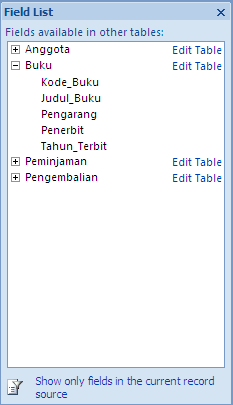 Field List
Fields available in other tables:
Anggota Edit Table
Buku Edit Table
Kode_Buku
Judul_Buku
Pengarang
Penerbit
Tahun_Terbit
Peminjaman Edit Table
Pengembalian Edit Table
Show only fields in the current record
source